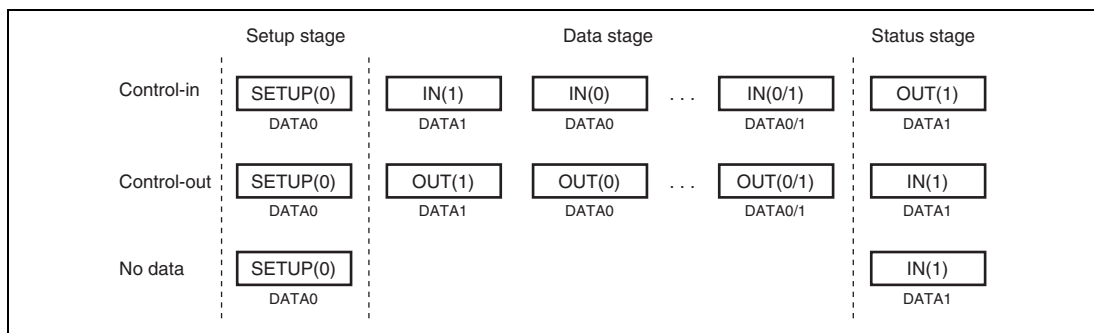 Setup stage Data stage Status stage
Control-in SETUP(0) IN(1) IN(0) . . . IN(0/1) OUT(1)
DATA0 DATA1 DATA0 DATA0/1 DATA1
Control-out SETUP(0) OUT(1) OUT(0) . . . OUT(0/1) IN(1)
DATA0 DATA1 DATA0 DATA0/1 DATA1
No data SETUP(0) IN(1)
DATA0 DATA1